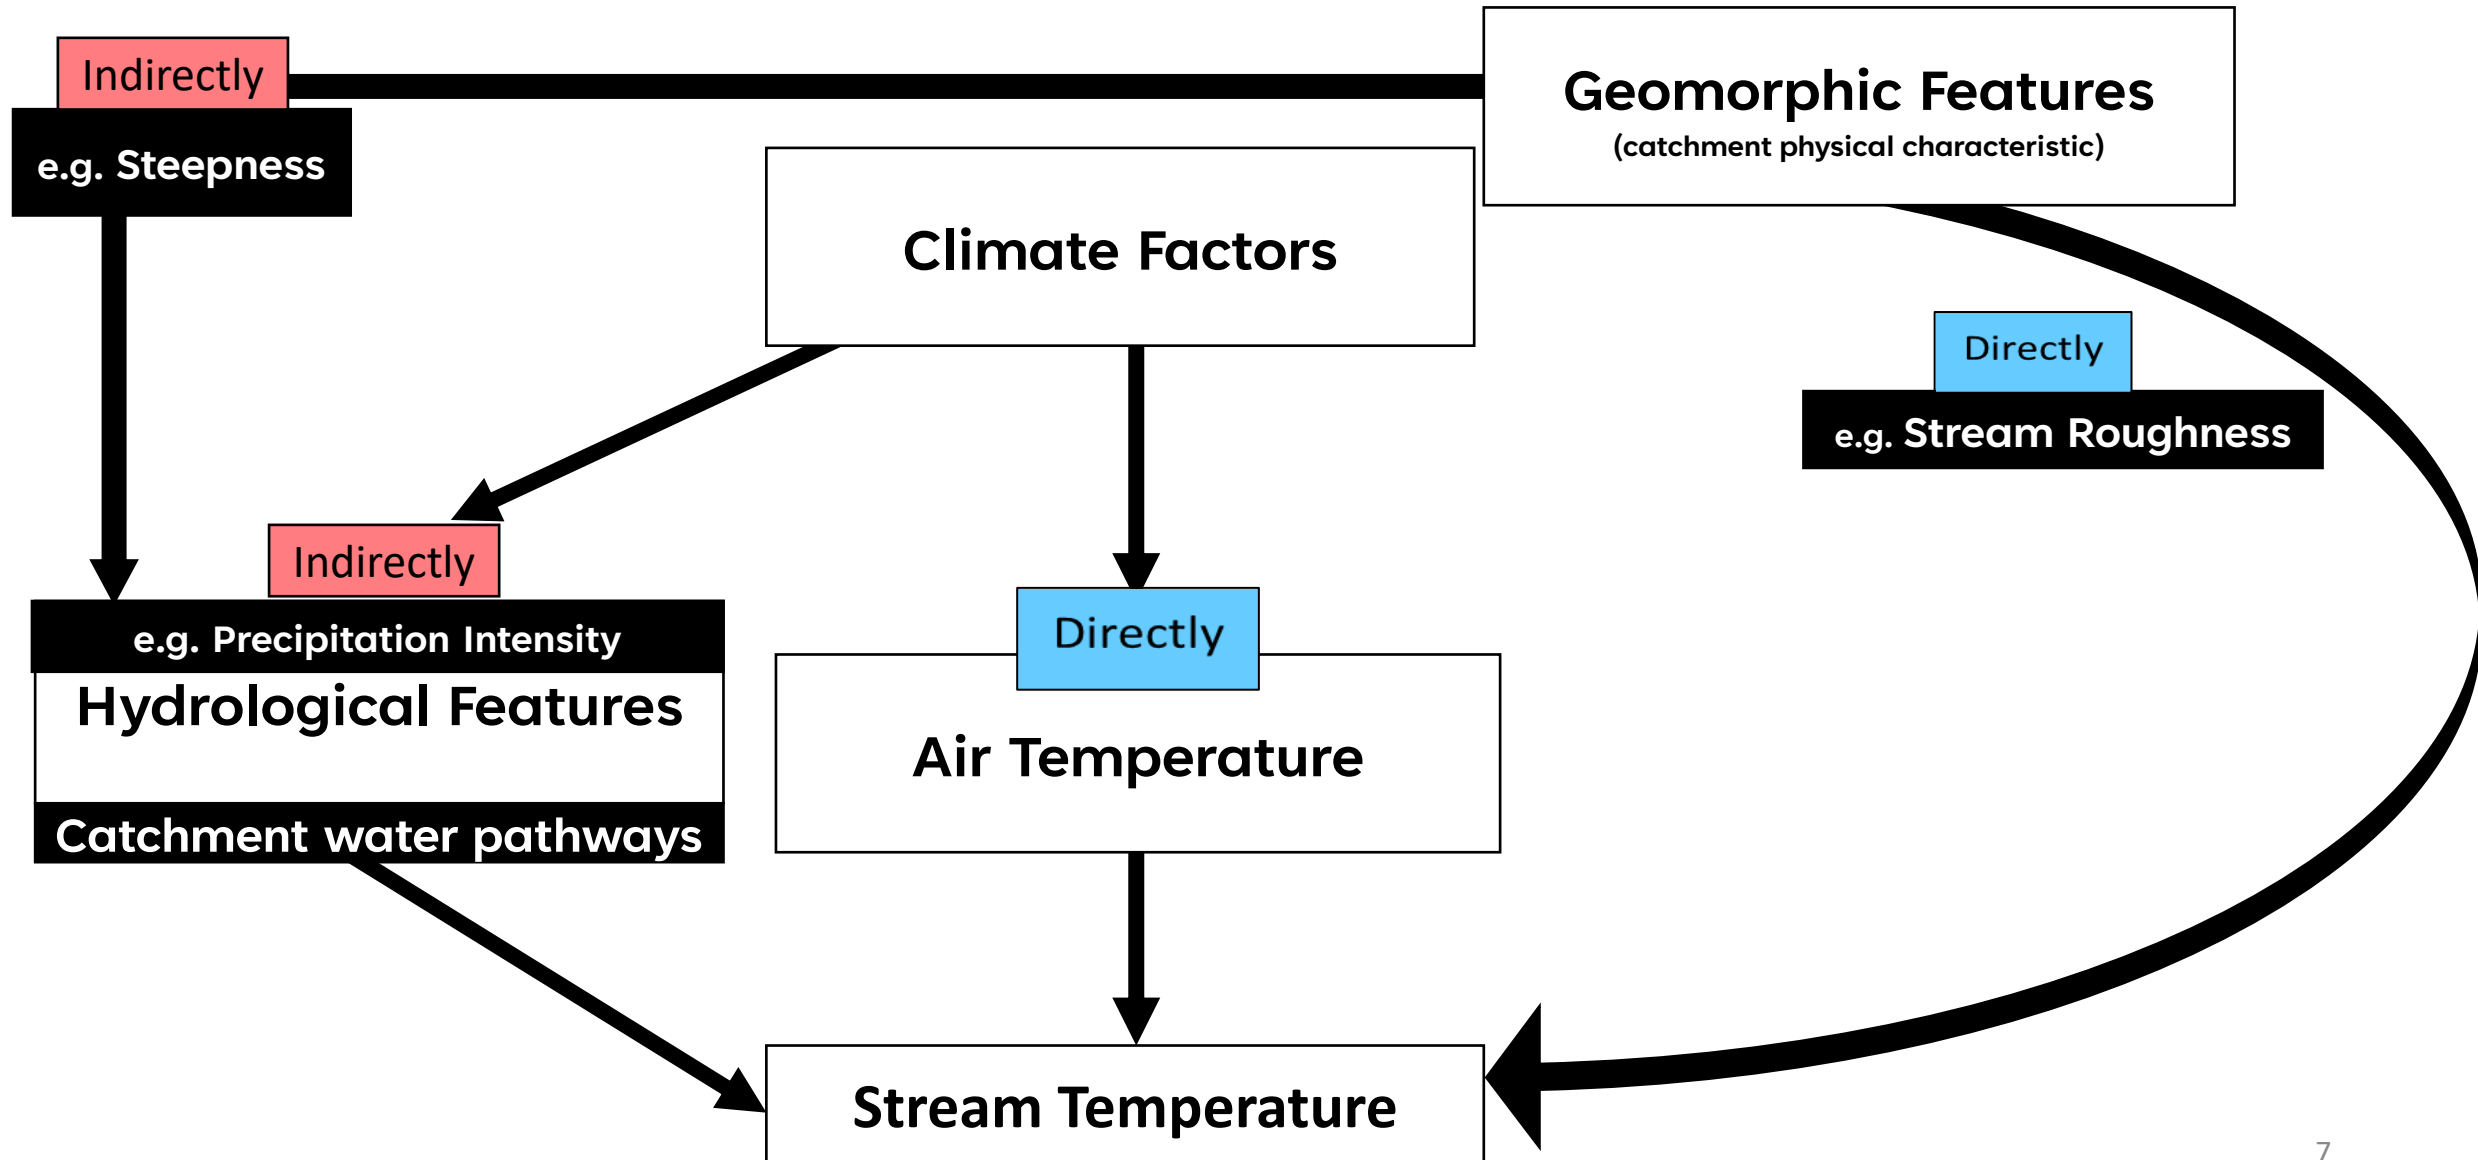 Indirectly
e.g. Steepness
Geomorphic Features
(catchment physical characteristic)
Climate Factors
Directly
e.g. Stream Roughness
Indirectly
e.g. Precipitation Intensity
Hydrological Features
Catchment water pathways
Directly
Air Temperature
Stream Temperature
7